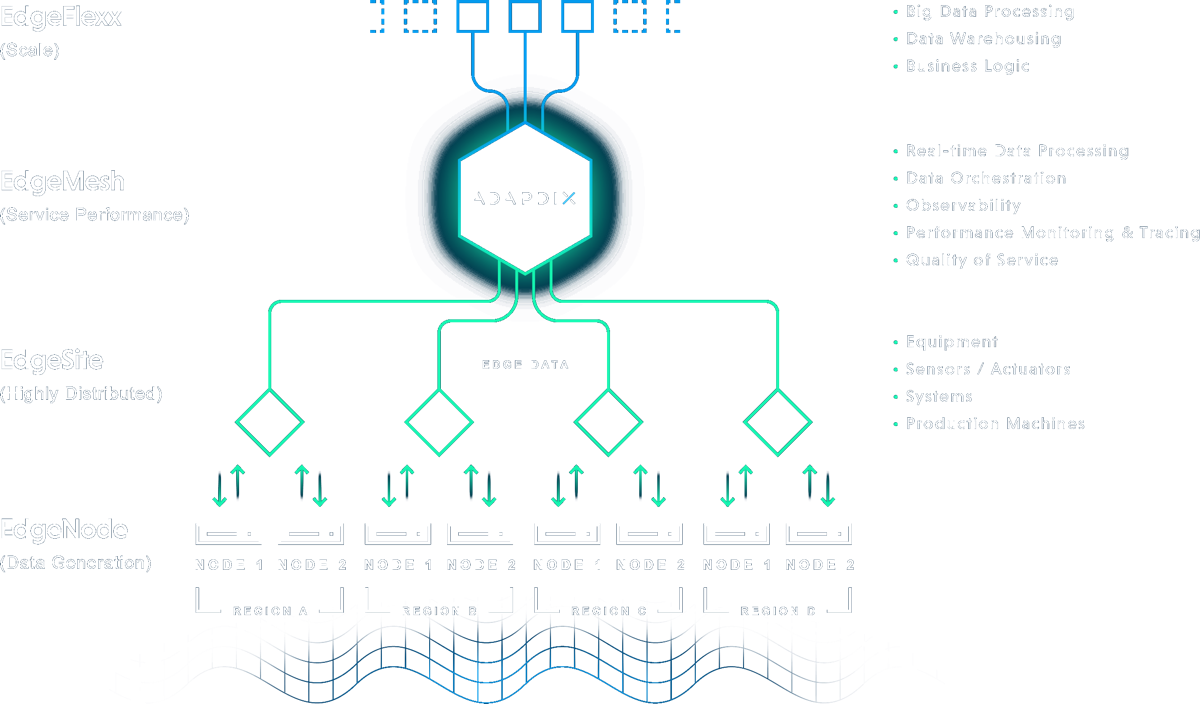 EdgeFlexx
(Scale)
Big Data Processing
Data Warehousing
Business Logic
EdgeMesh
(Service Performance)
ADAPDIX
Real-time Data Processing
Data Orchestration
Observability
Performance Monitoring & Tracing
Quality of Service
EdgeSite
(Highly Distributed)
EDGE DATA
Equipment
Sensors / Actuators
Systems
Production Machines
EdgeNode
(Data Generation)
NODE 1 NODE 2 NODE 1 NODE 2 NODE 1 NODE 2 NODE 1 NODE 2
REGION A REGION B REGION C REGION D